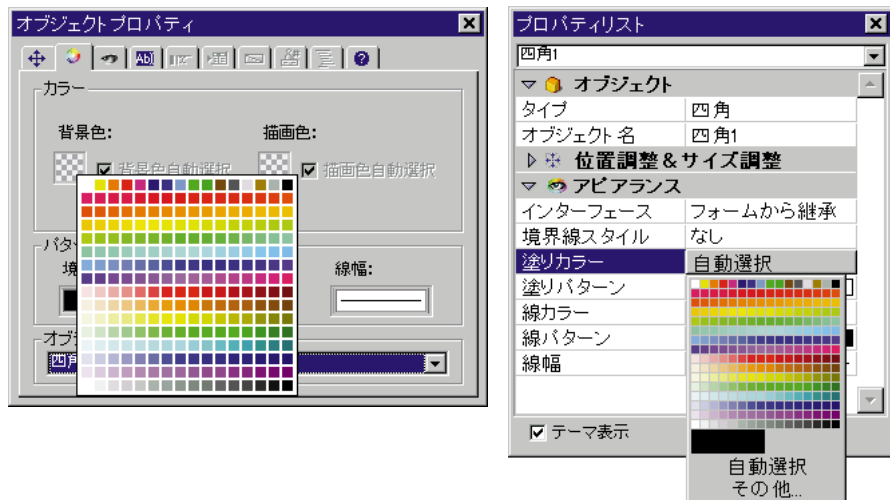 オブジェクトプロパティ
Ab
カラー
背景色:
描画色:
背景色自動選択
描画色自動選択
パタ
境
線幅:
オブ
四角
プロパティリスト
四角1
オブジェクト
タイプ 四角
オブジェクト名 四角1
位置調整&サイズ調整
アピアランス
インターフェース フォームから継承
境界線スタイル なし
塗りカラー 自動選択
塗りパターン
線カラー
線パターン
線幅
テーマ表示
自動選択
その他...